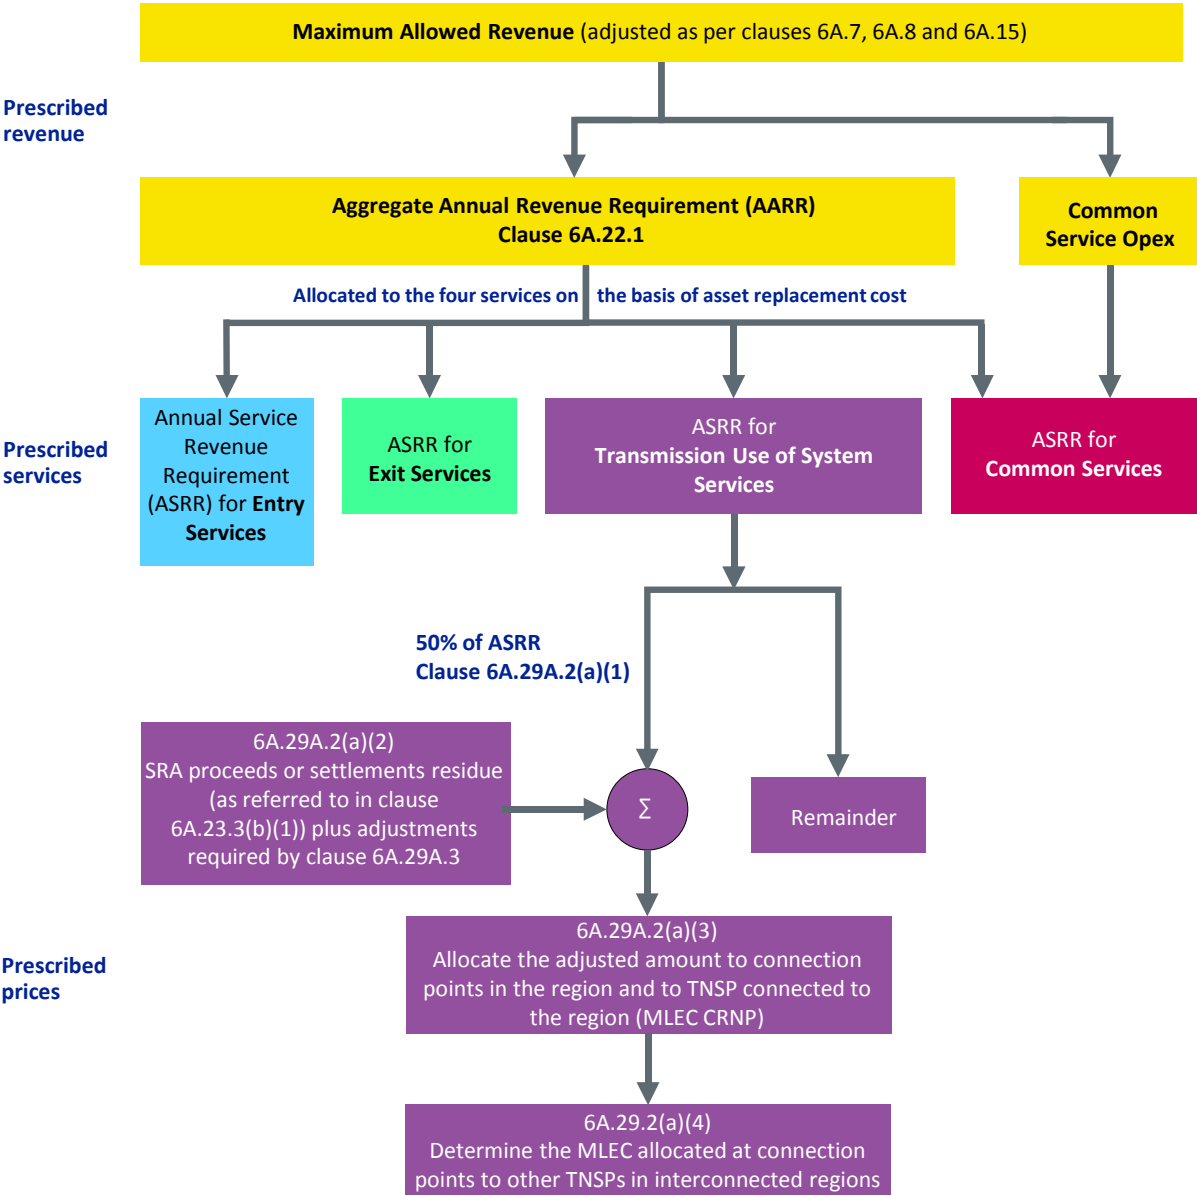 Maximum Allowed Revenue (adjusted as per clauses 6A.7, 6A.8 and 6A.15)
Prescribed
revenue
Aggregate Annual Revenue Requirement (AARR)
Clause 6A.22.1
Common
Service Opex
Allocated to the four services on the basis of asset replacement cost
Prescribed
services
Annual Service
Revenue
Requirement
(ASRR) for Entry
Services
ASRR for
Exit Services
ASRR for
Transmission Use of System
Services
ASRR for
Common Services
50% of ASRR
Clause 6A.29A.2(a)(1)
6A.29A.2(a)(2)
SRA proceeds or settlements residue
(as referred to in clause
6A.23.3(b)(1)) plus adjustments
required by clause 6A.29A.3
Σ
Remainder
Prescribed
prices
6A.29A.2(a)(3)
Allocate the adjusted amount to connection
points in the region and to TNSP connected to
the region (MLEC CRNP)
6A.29.2(a)(4)
Determine the MLEC allocated at connection
points to other TNSPs in interconnected regions